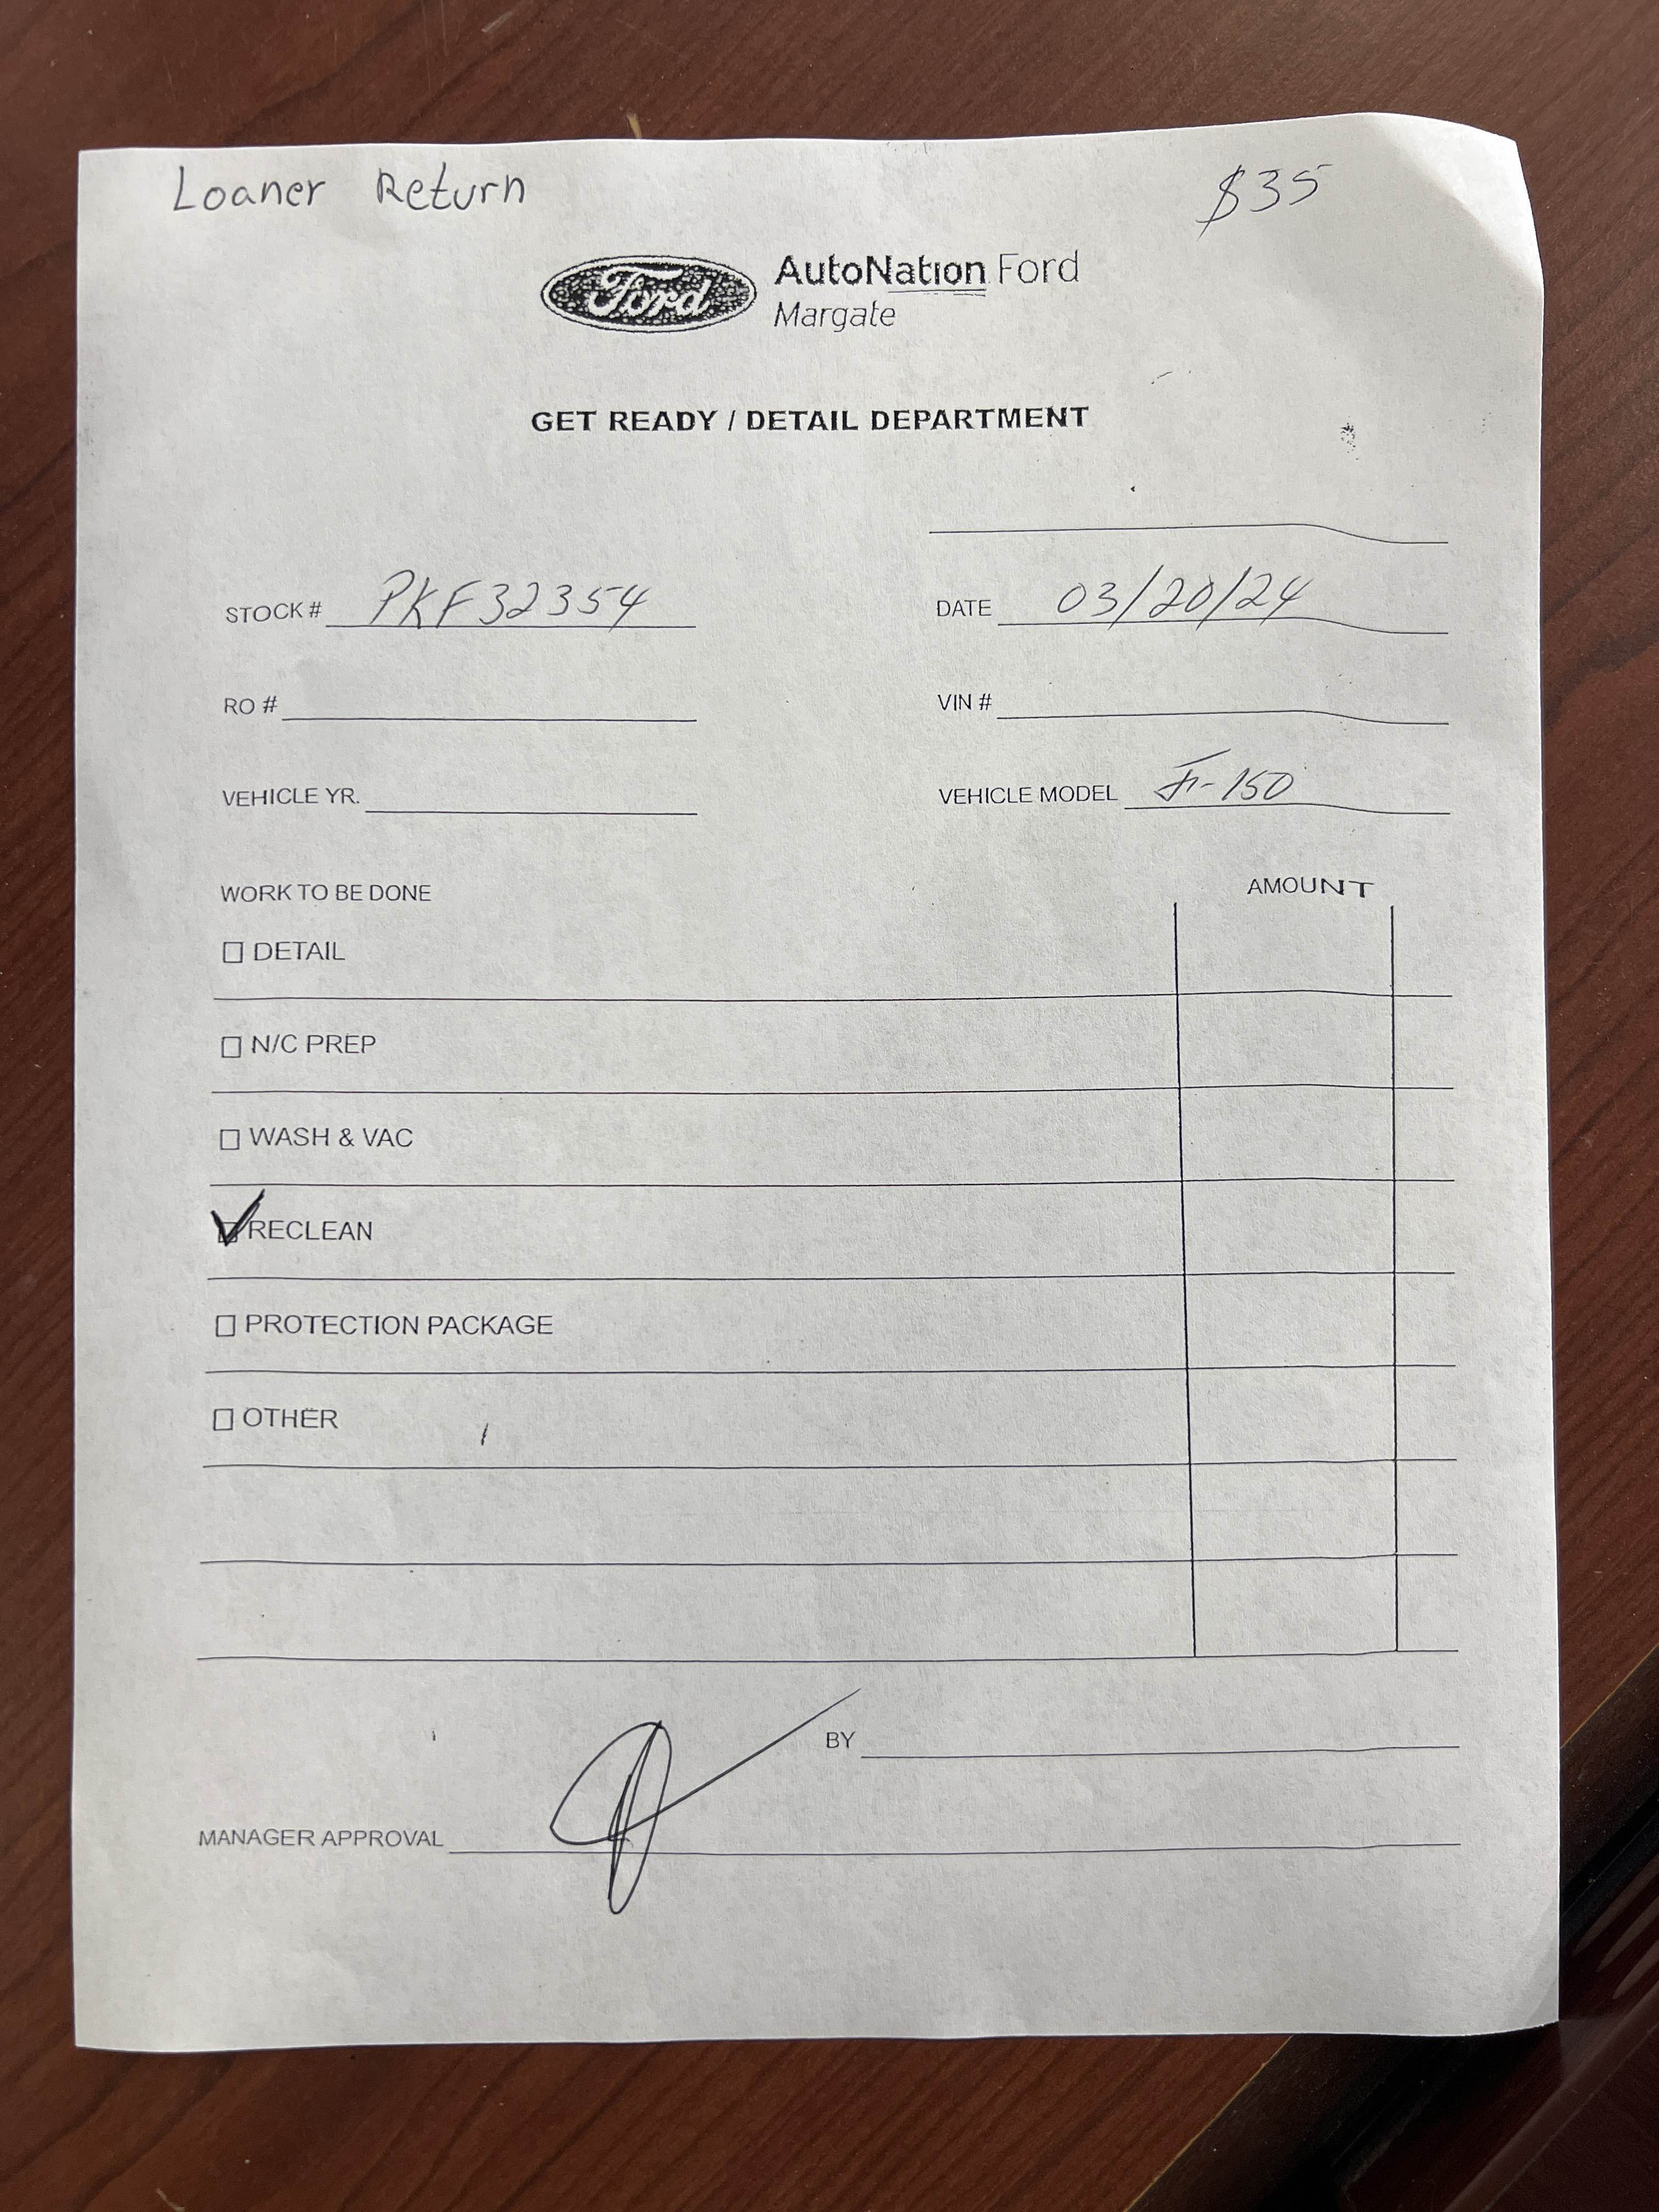 Loaner Return $35
Ford AutoNation Ford
Margate
GET READY / DETAIL DEPARTMENT
STOCK # PKF32354 DATE 03/20/24
RO # VIN #
VEHICLE YR. VEHICLE MODEL F-150
WORK TO BE DONE AMOUNT
DETAIL
N/C PREP
WASH & VAC
RECLEAN
PROTECTION PACKAGE
OTHER
BY
MANAGER APPROVAL